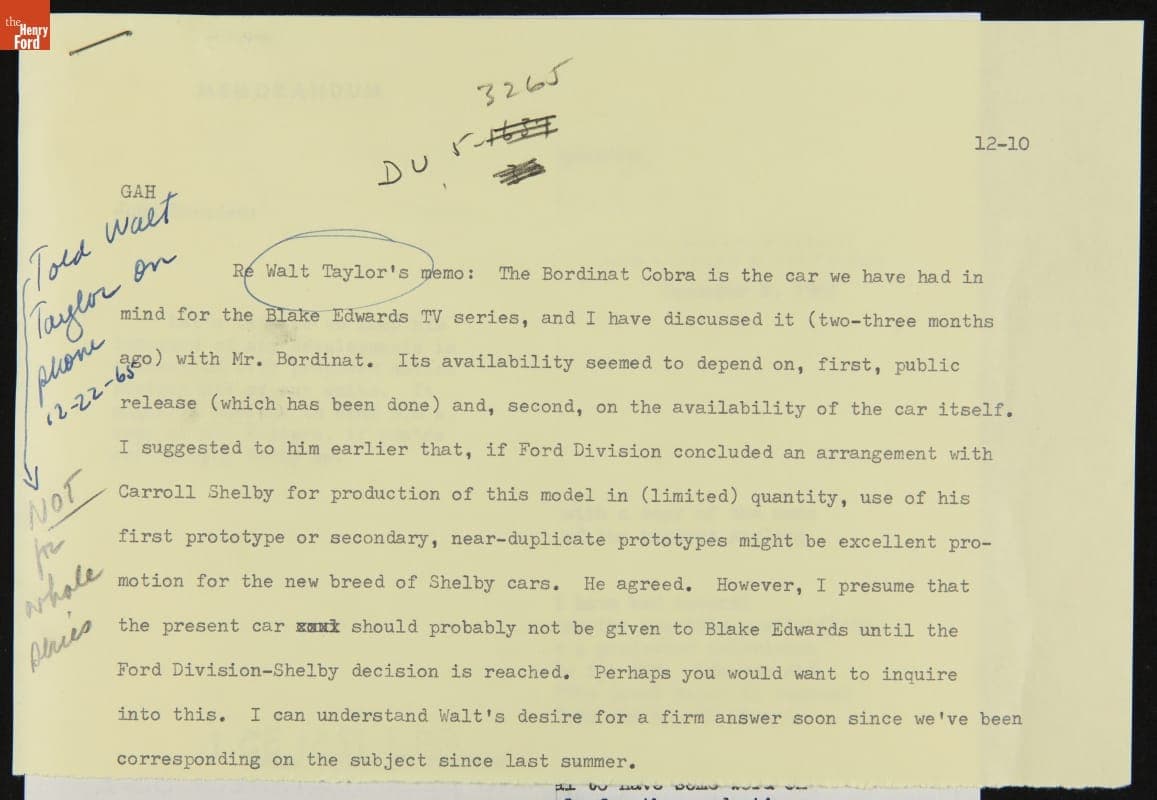 the
Henry
Ford
3265
DU 5-
12-10
GAH
Told Walt
Taylor on
phone
12-22-65
NOT
for
whole
series
Re Walt Taylor's memo: The Bordinat Cobra is the car we have had in
mind for the Blake Edwards TV series, and I have discussed it (two-three months
ago) with Mr. Bordinat. Its availability seemed to depend on, first, public
release (which has been done) and, second, on the availability of the car itself.
I suggested to him earlier that, if Ford Division concluded an arrangement with
Carroll Shelby for production of this model in (limited) quantity, use of his
first prototype or secondary, near-duplicate prototypes might be excellent pro-
motion for the new breed of Shelby cars. He agreed. However, I presume that
the present car should probably not be given to Blake Edwards until the
Ford Division-Shelby decision is reached. Perhaps you would want to inquire
into this. I can understand Walt's desire for a firm answer soon since we've been
corresponding on the subject since last summer.
MEMORANDUM